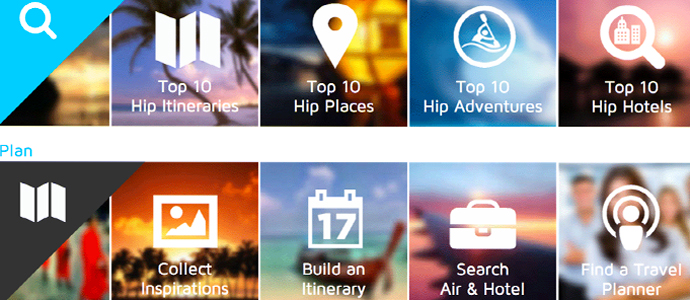 Top 10
Hip Itineraries
Top 10
Hip Places
Top 10
Hip Adventures
Top 10
Hip Hotels
Plan
Collect
Inspirations
17
Build an
Itinerary
Search
Air & Hotel
Find a Travel
Planner